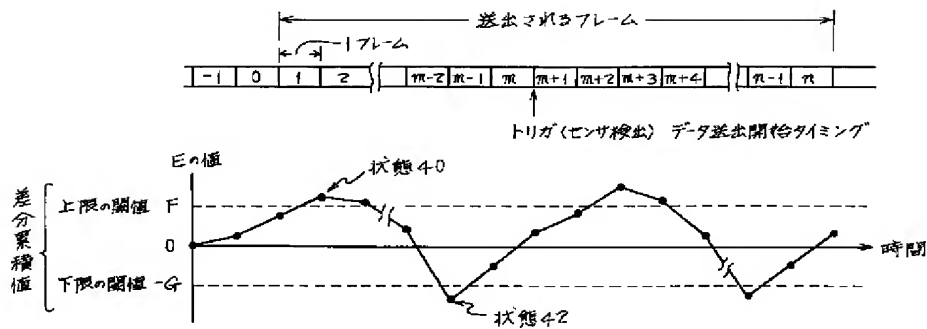 送出されるフレーム
1フレーム
-1 0 1 2 m-2 m-1 m m+1 m+2 m+3 m+4 n-1 n
トリガ(センサ検出) データ送出開始タイミング
Eの値
状態40
差分累積値
上限の閾値 F
0
時間
下限の閾値 -G
状態42